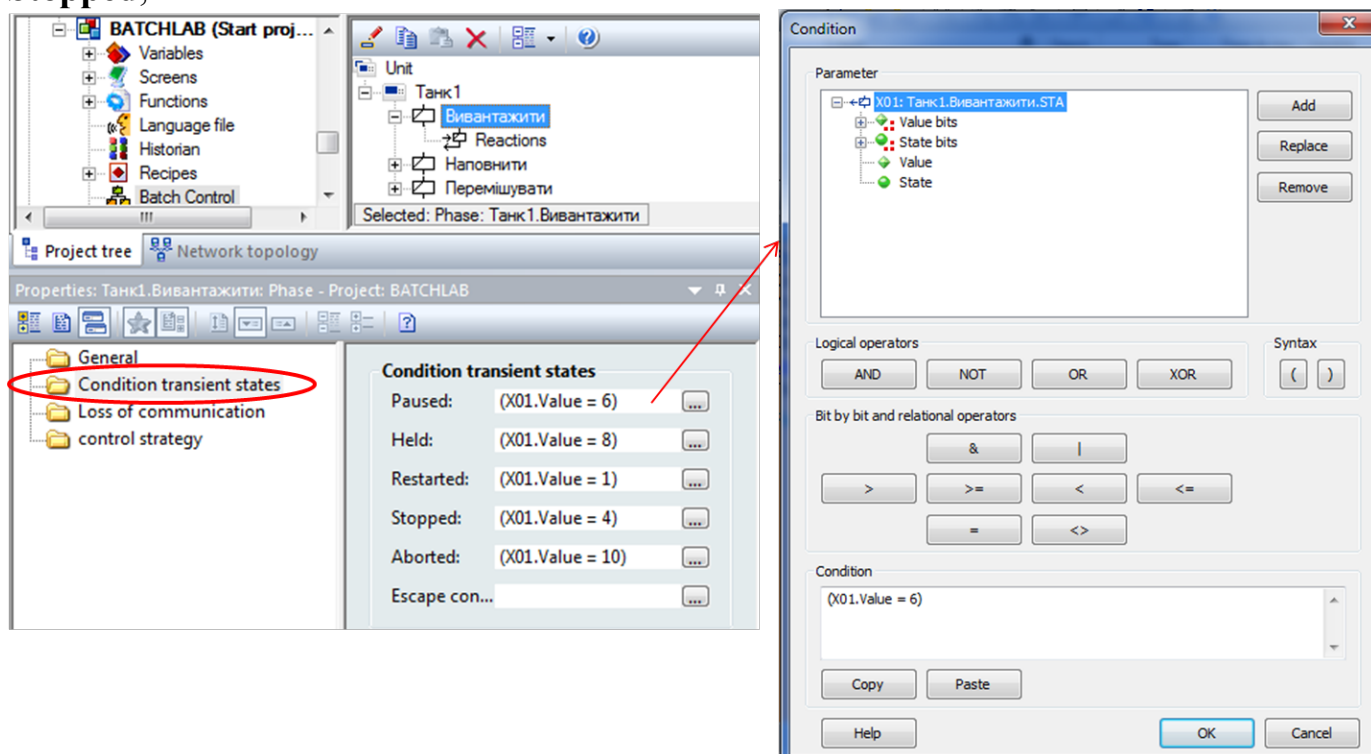 Stopped;
BATCHLAB (Start proj...
Variables
Screens
Functions
Language file
Historian
Recipes
Batch Control
Unit
Танк1
Вивантажити
Reactions
Наповнити
Перемішувати
Selected: Phase: Танк1.Вивантажити
Project tree
Network topology
Properties: Танк1.Вивантажити: Phase - Project: BATCHLAB
General
Condition transient states
Loss of communication
control strategy
Condition transient states
Paused: (X01.Value = 6) ...
Held: (X01.Value = 8) ...
Restarted: (X01.Value = 1) ...
Stopped: (X01.Value = 4) ...
Aborted: (X01.Value = 10) ...
Escape con... ...
Condition
Parameter
X01: Танк1.Вивантажити.STA
Value bits
State bits
Value
State
Add
Replace
Remove
Logical operators
AND NOT OR XOR
Syntax
( )
Bit by bit and relational operators
& |
> >= < <=
= <>
Condition
(X01.Value = 6)
Copy Paste
Help OK Cancel